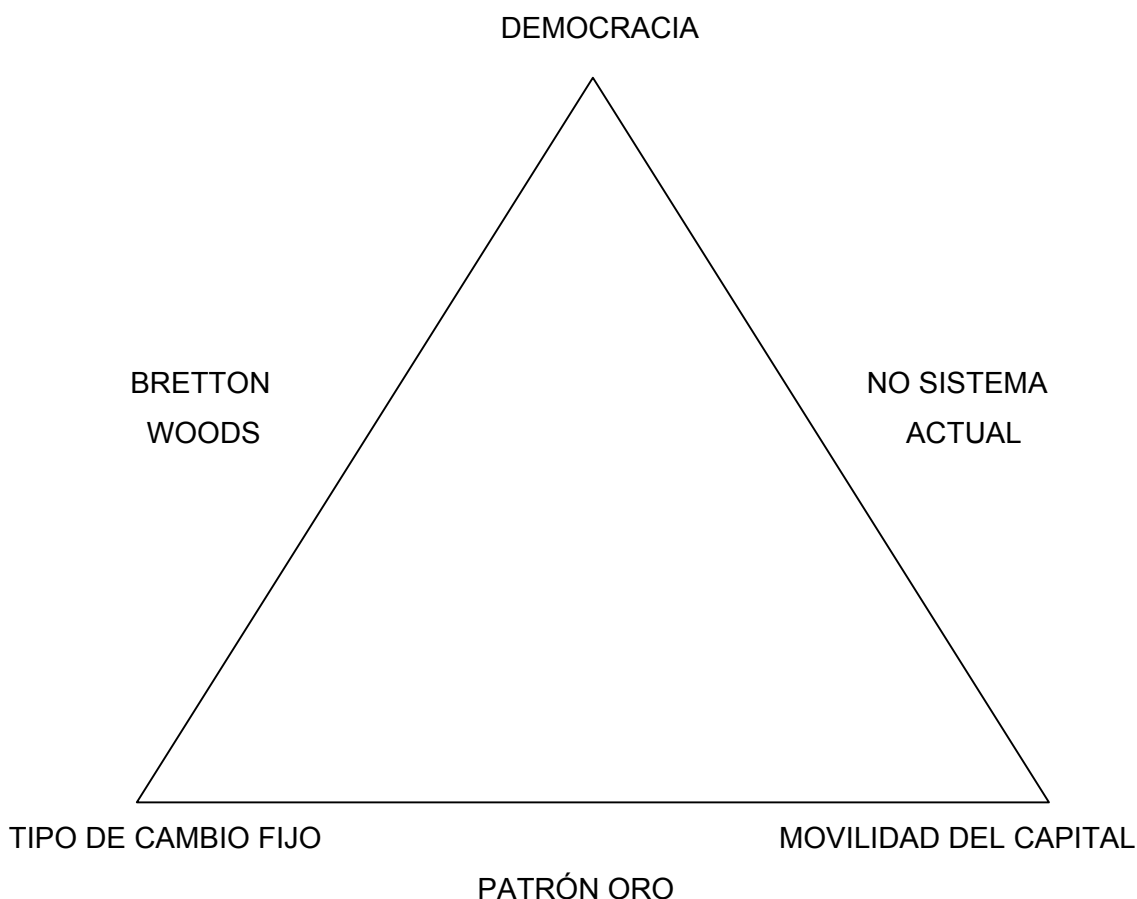 DEMOCRACIA
BRETTON
WOODS
NO SISTEMA
ACTUAL
TIPO DE CAMBIO FIJO
MOVILIDAD DEL CAPITAL
PATRÓN ORO